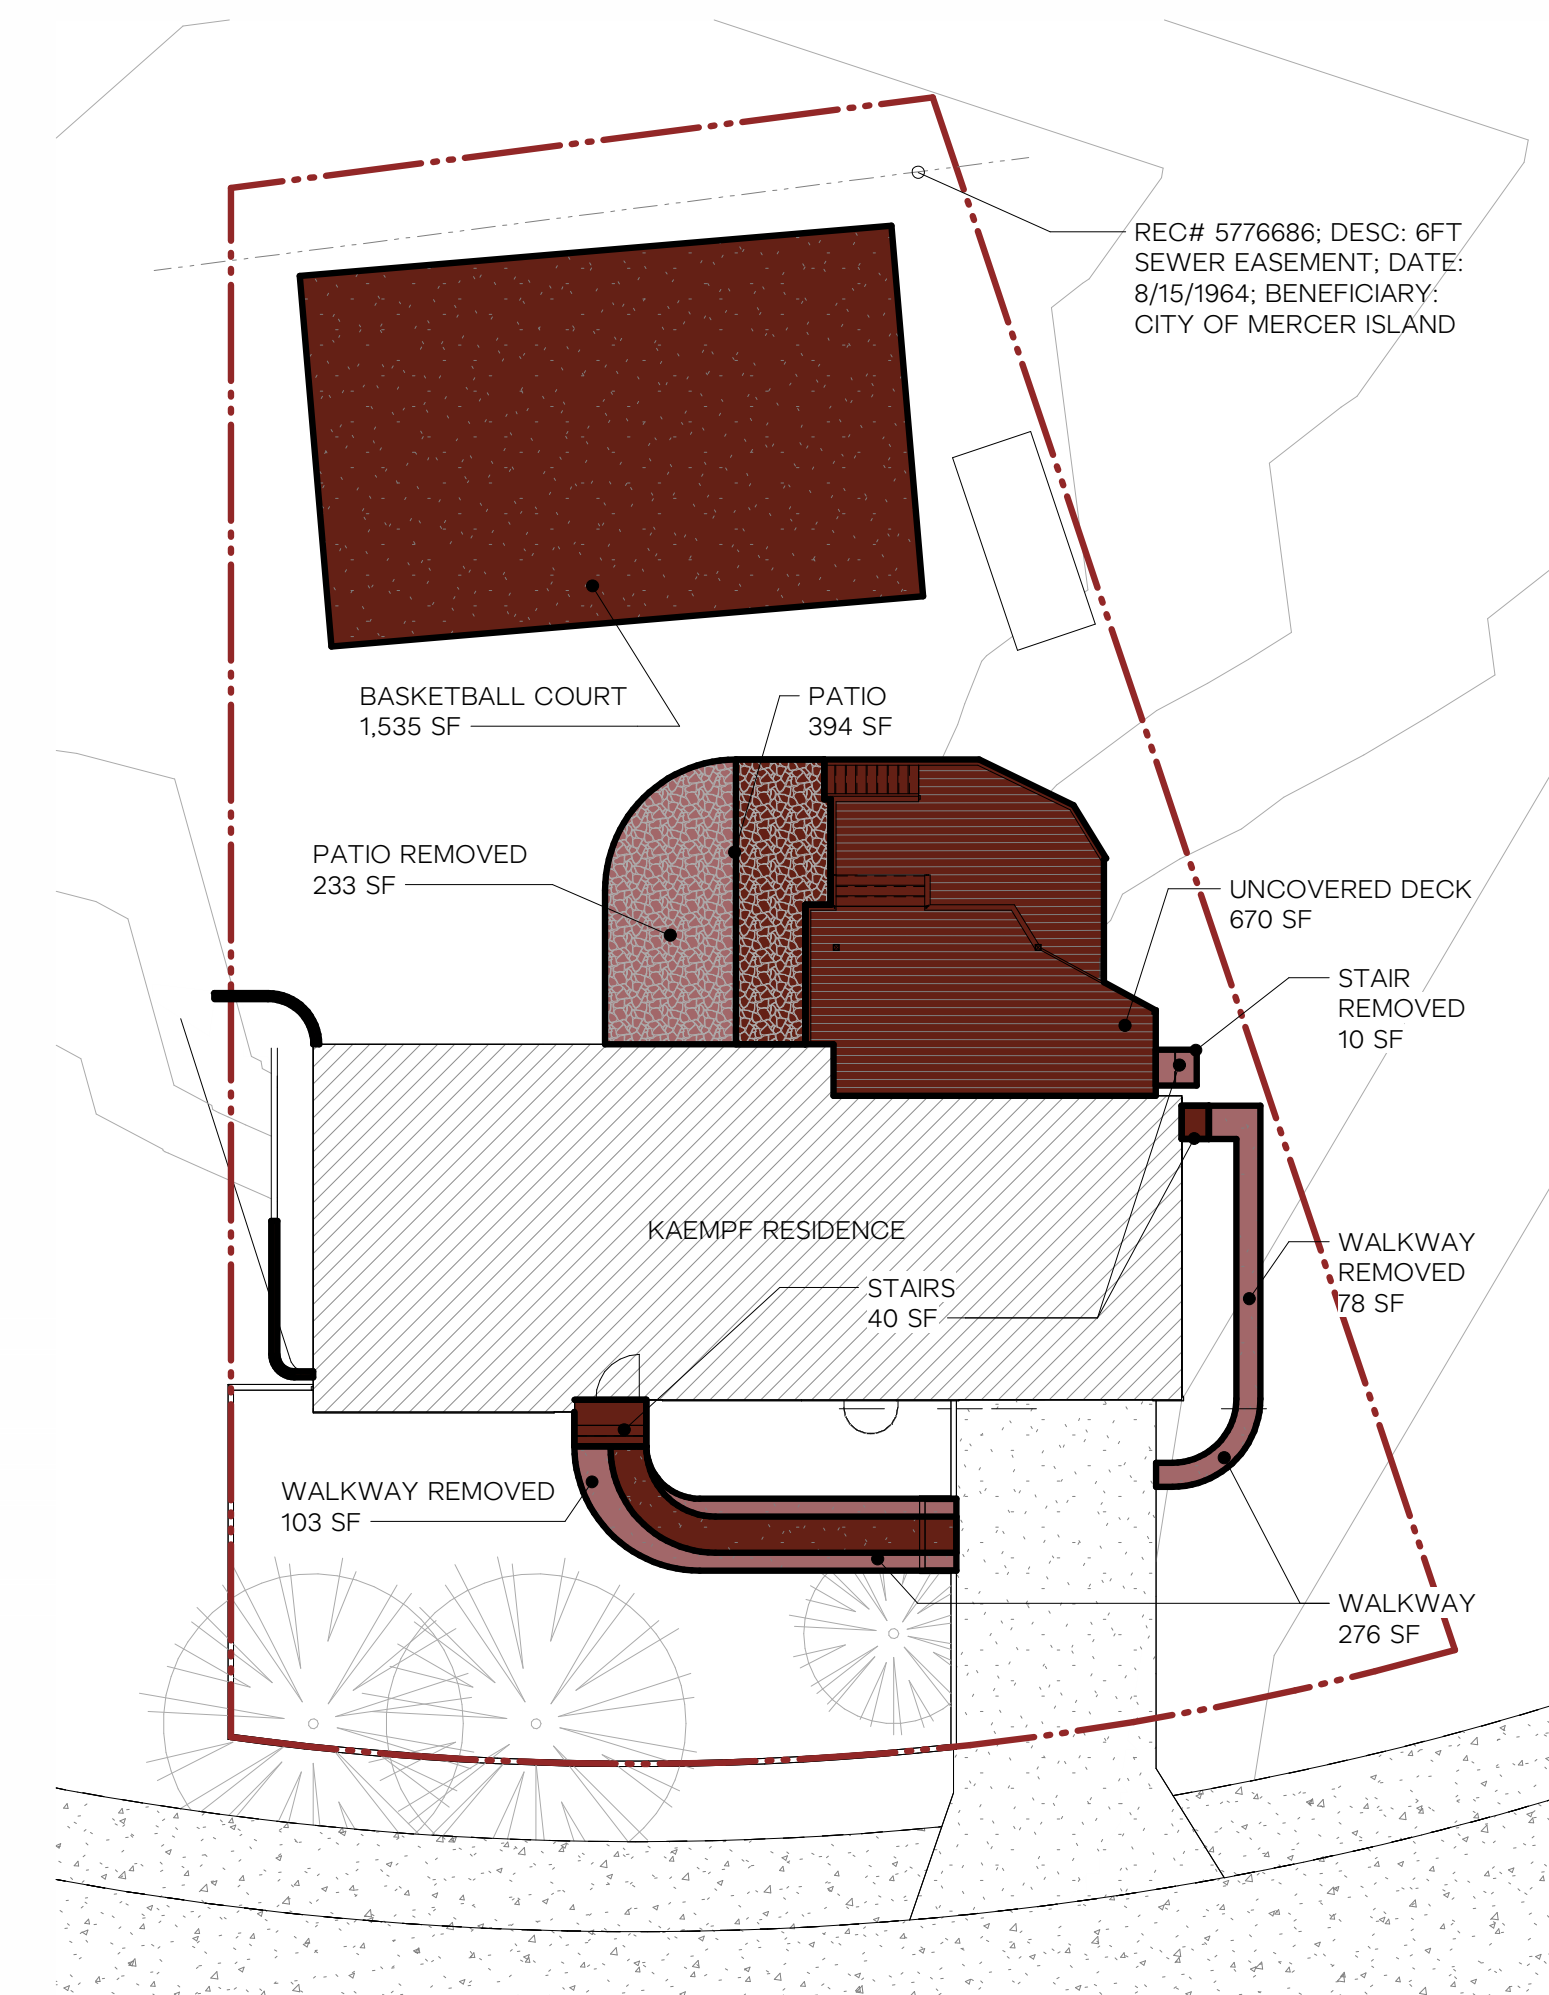 REC# 5776686; DESC: 6FT
SEWER EASEMENT; DATE:
8/15/1964; BENEFICIARY:
CITY OF MERCER ISLAND
BASKETBALL COURT
1,535 SF
PATIO
394 SF
PATIO REMOVED
233 SF
UNCOVERED DECK
670 SF
STAIR
REMOVED
10 SF
KAEMPF RESIDENCE
WALKWAY
REMOVED
78 SF
STAIRS
40 SF
WALKWAY REMOVED
103 SF
WALKWAY
276 SF